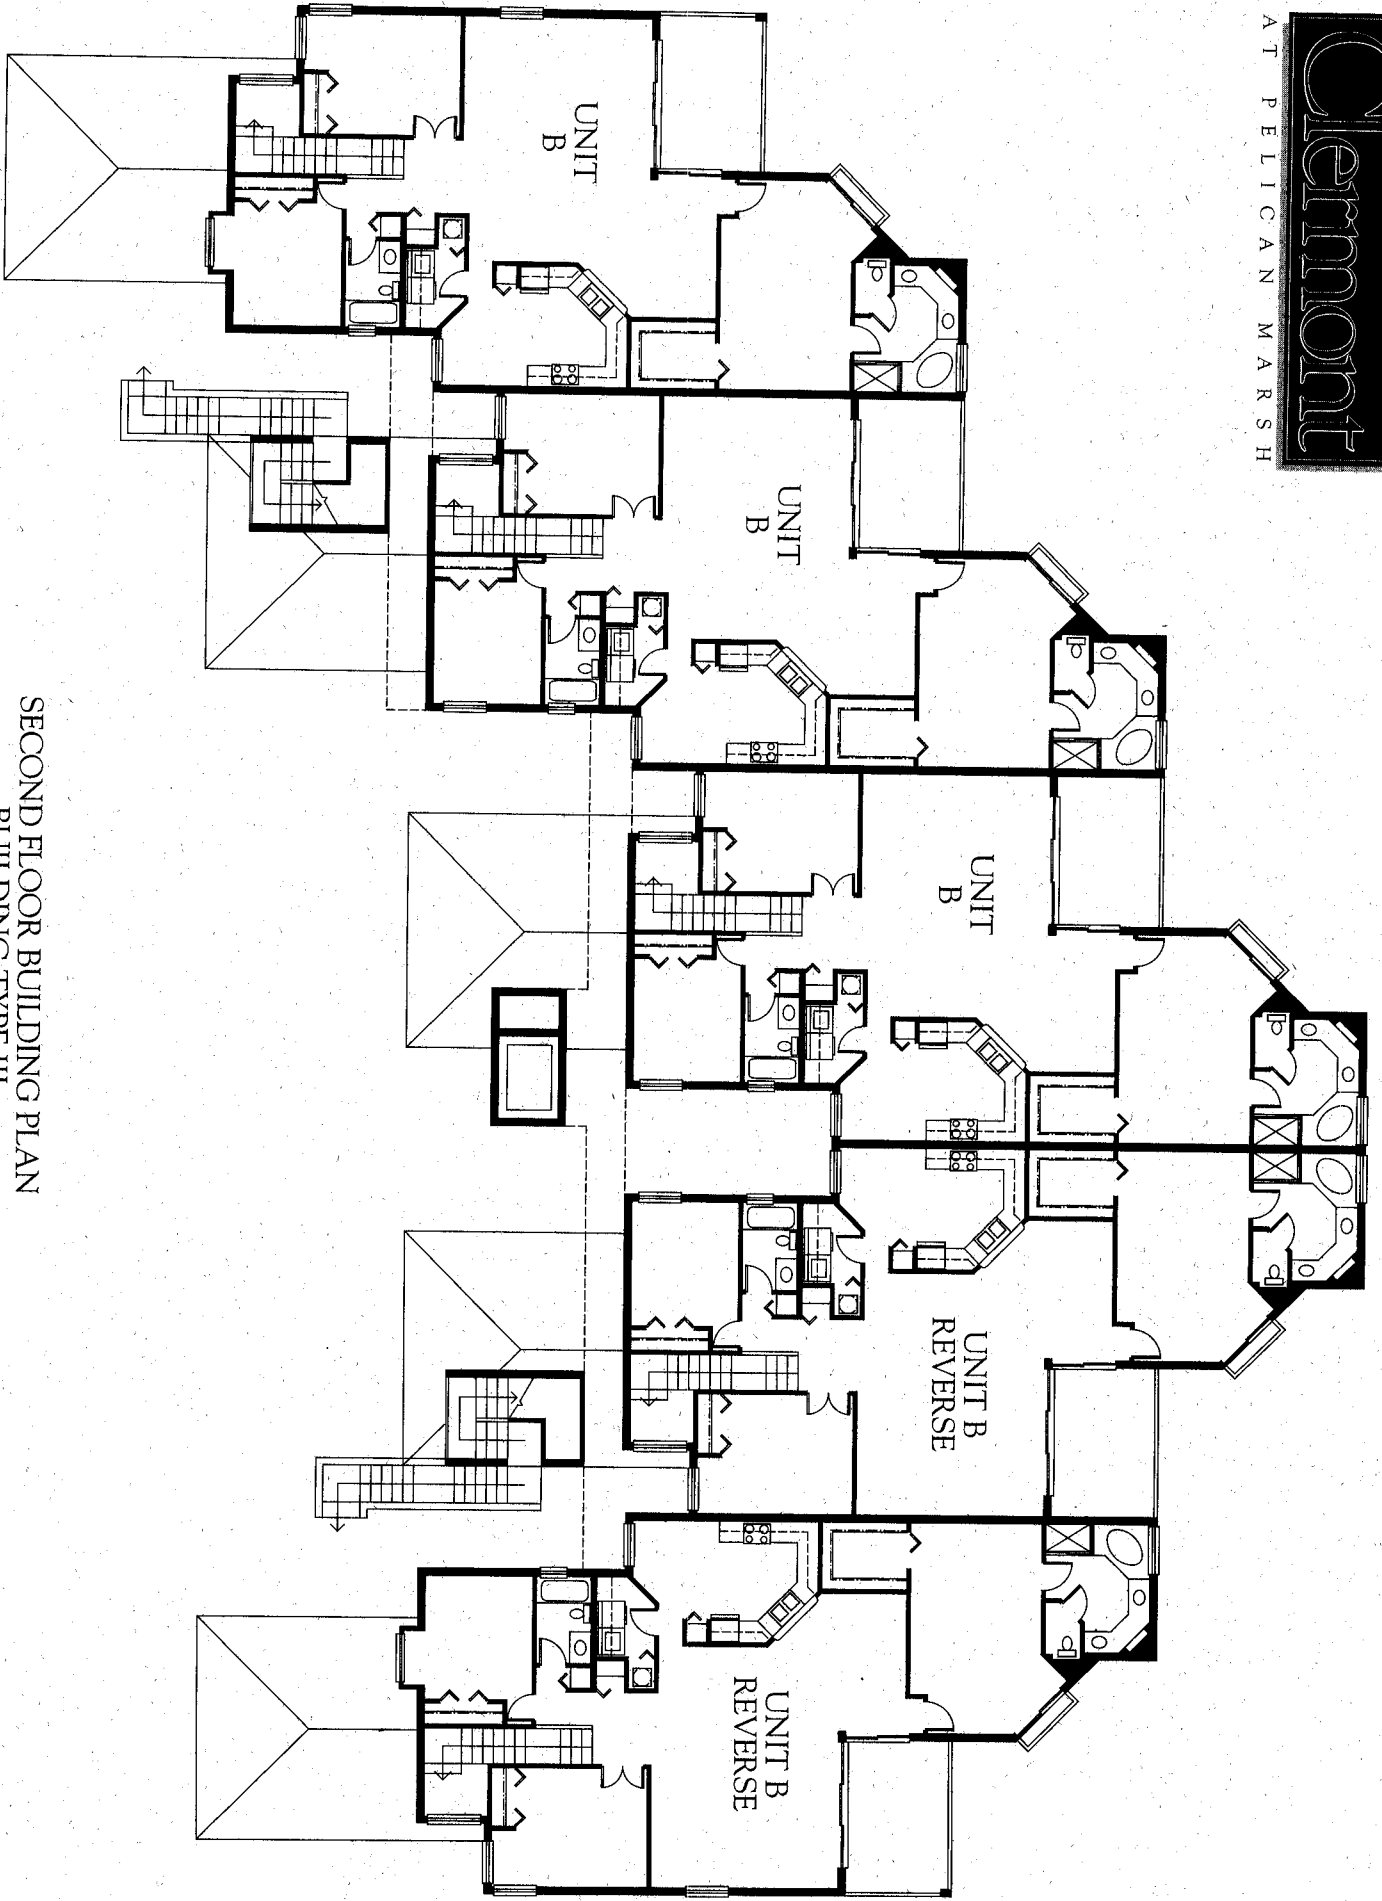 Clermont
AT PELICAN MARSH
UNIT
B
UNIT
B
UNIT
B
UNIT B
REVERSE
UNIT B
REVERSE
SECOND FLOOR BUILDING PLAN